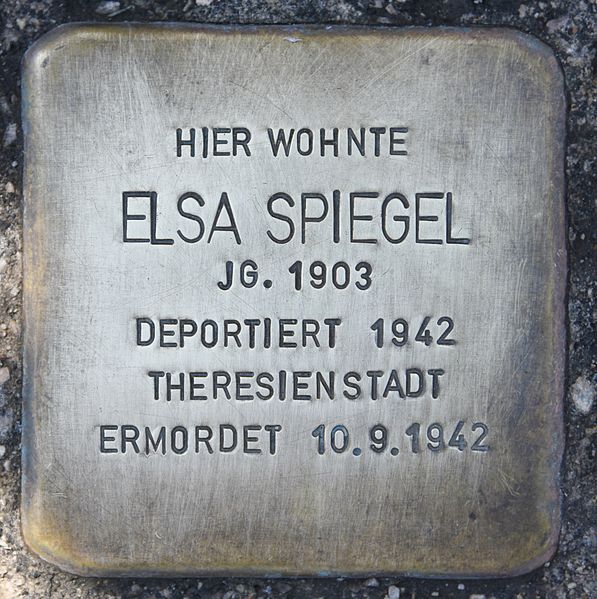 HIER WOHNTE
ELSA SPIEGEL
JG. 1903
DEPORTIERT 1942
THERESIENSTADT
ERMORDET 10.9.1942